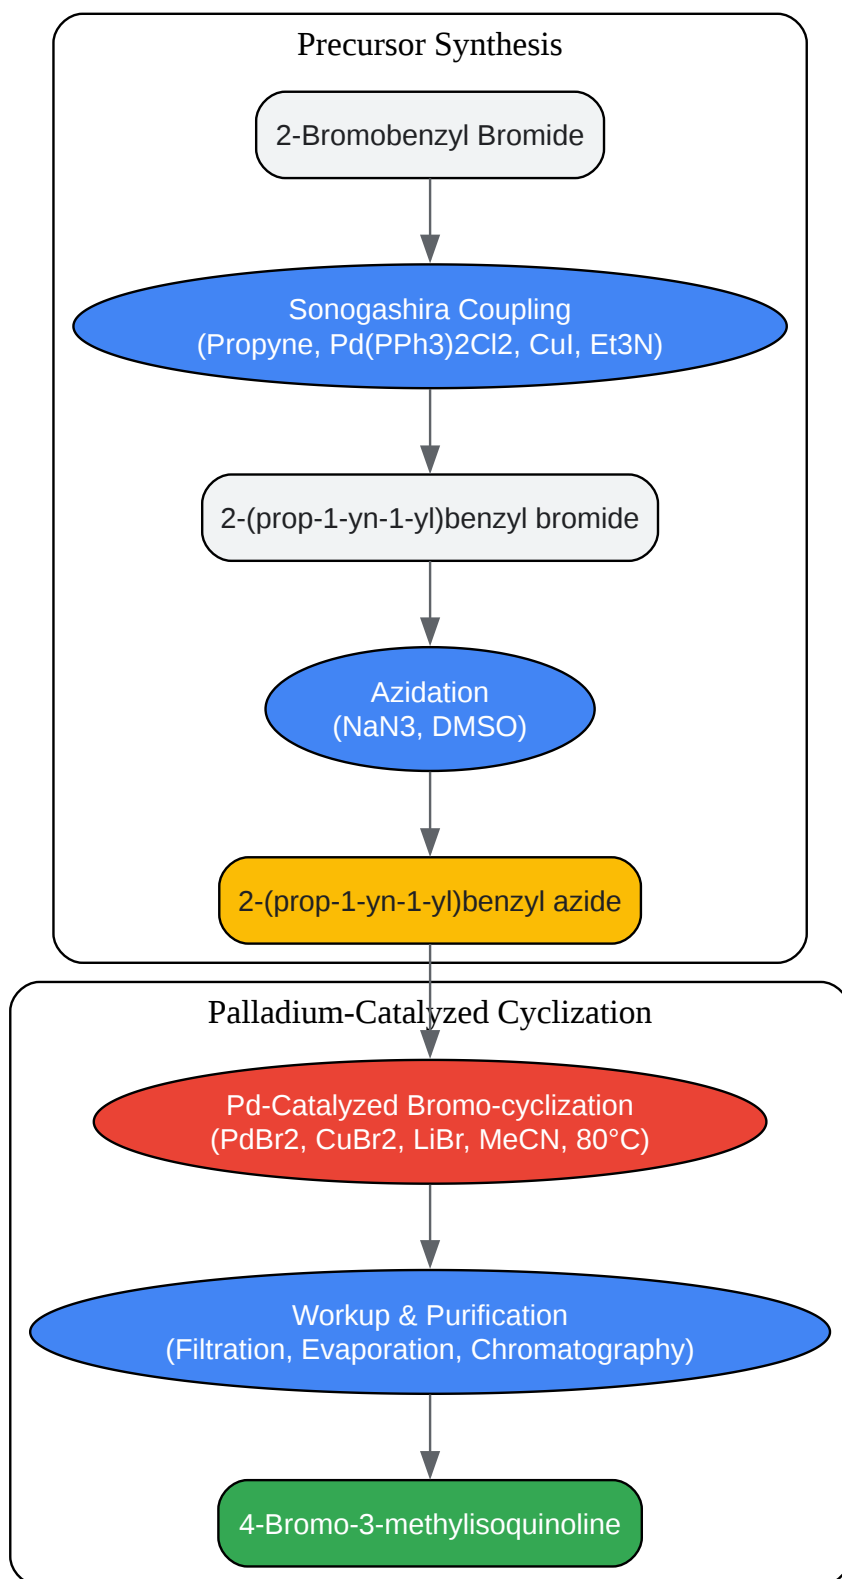 Precursor Synthesis
2-Bromobenzyl Bromide
Sonogashira Coupling
(Propyne, Pd(PPh3)2Cl2, CuI, Et3N)
2-(prop-1-yn-1-yl)benzyl bromide
Azidation
(NaN3, DMSO)
2-(prop-1-yn-1-yl)benzyl azide
Palladium-Catalyzed Cyclization
Pd-Catalyzed Bromo-cyclization
(PdBr2, CuBr2, LiBr, MeCN, 80°C)
Workup & Purification
(Filtration, Evaporation, Chromatography)
4-Bromo-3-methylisoquinoline